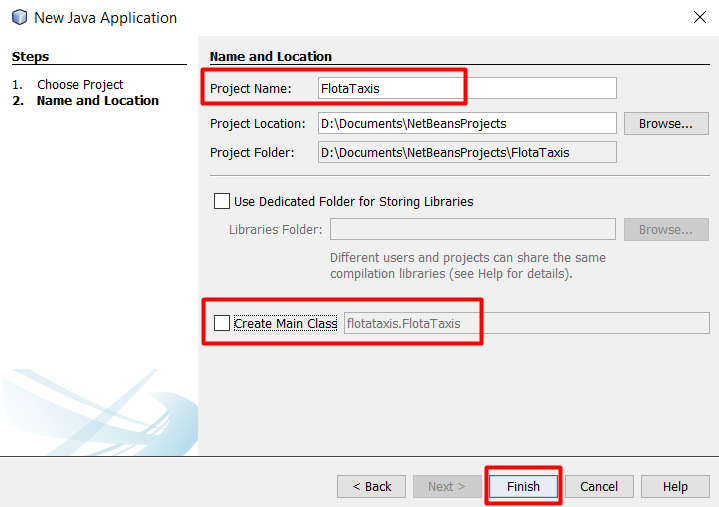 New Java Application
Steps
1. Choose Project
2. Name and Location
Name and Location
Project Name: FlotaTaxis
Project Location: D:\Documents\NetBeansProjects Browse...
Project Folder: D:\Documents\NetBeansProjects\FlotaTaxis
Use Dedicated Folder for Storing Libraries
Libraries Folder: Browse...
Different users and projects can share the same
compilation libraries (see Help for details).
Create Main Class flotataxis.FlotaTaxis
< Back Next > Finish Cancel Help